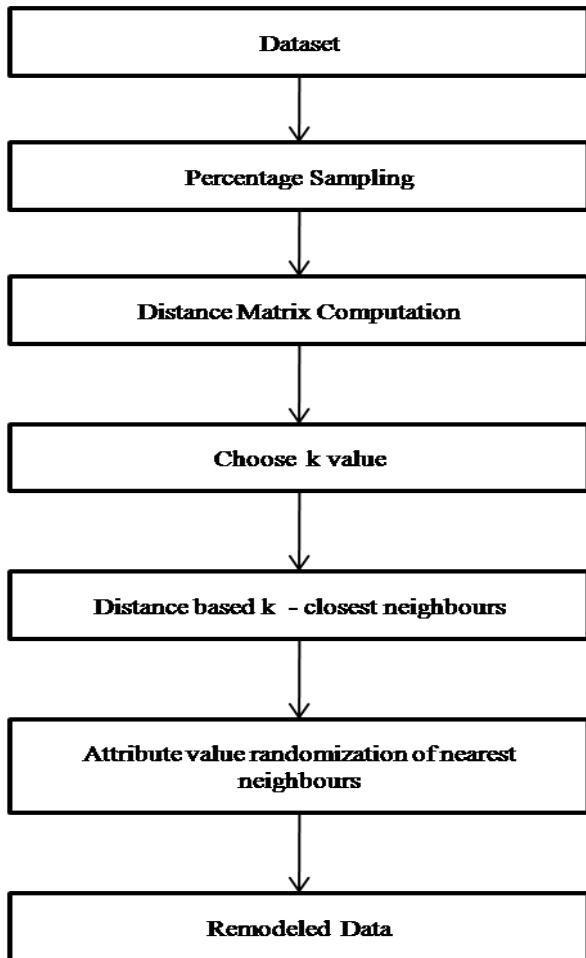 Dataset
Percentage Sampling
Distance Matrix Computation
Choose k value
Distance based k - closest neighbours
Attribute value randomization of nearest
neighbours
Remodeled Data